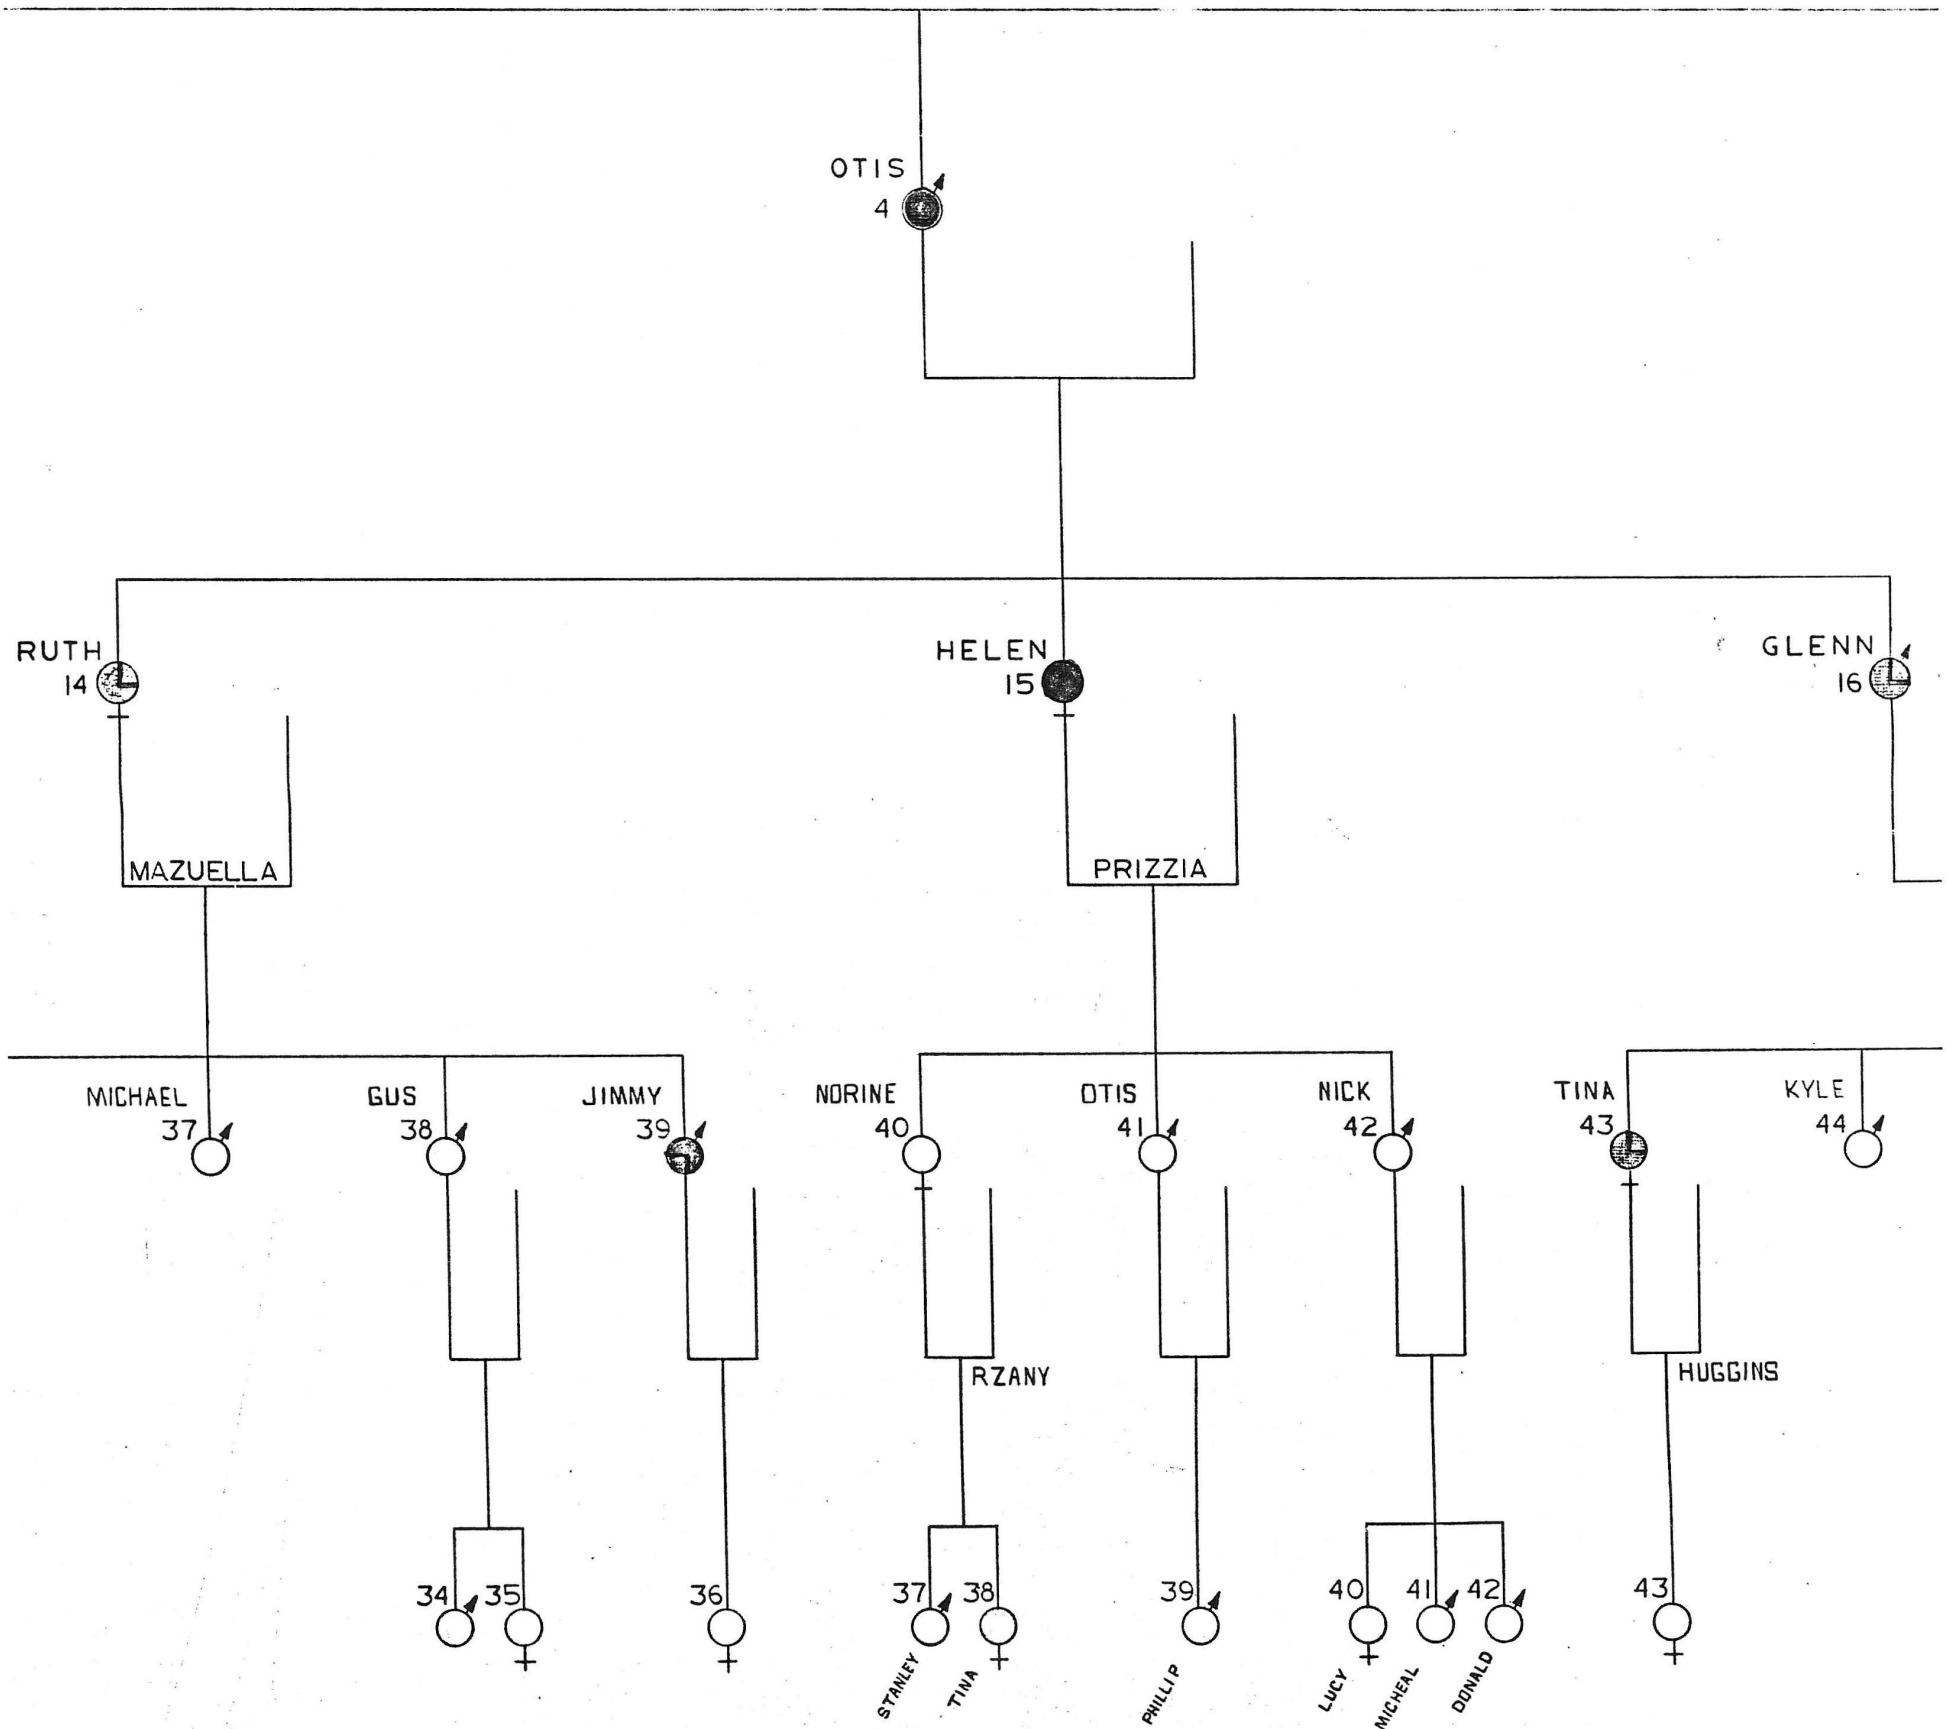 OTIS
4
RUTH
14
HELEN
15
GLENN
16
MAZUELLA
PRIZZIA
MICHAEL
37
GUS
38
JIMMY
39
NORINE
40
OTIS
41
NICK
42
TINA
43
KYLE
44
RZANY
HUGGINS
34
35
36
37
38
39
40
41
42
43
STANLEY
TINA
PHILLIP
LUCY
MICHEAL
DONALD